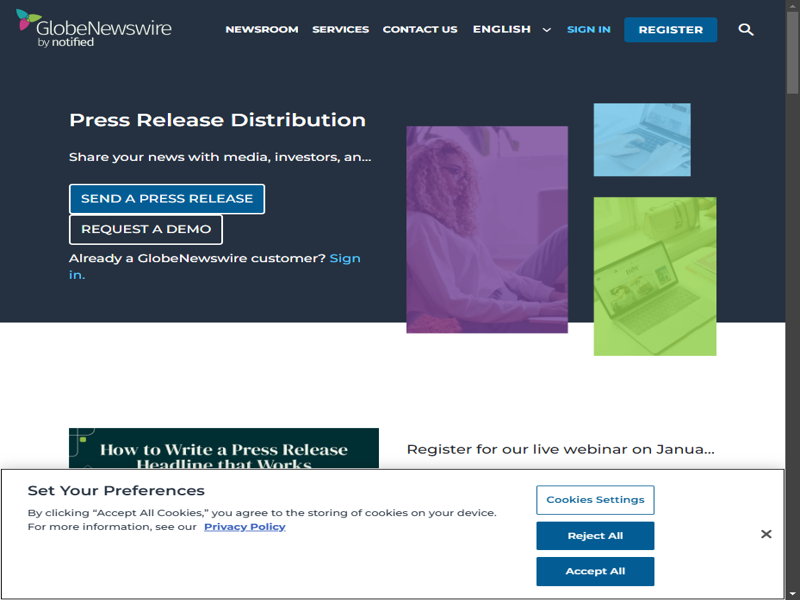 GlobeNewswire
by notified
NEWSROOM SERVICES CONTACT US ENGLISH SIGN IN REGISTER
Press Release Distribution
Share your news with media, investors, an...
SEND A PRESS RELEASE
REQUEST A DEMO
Already a GlobeNewswire customer? Sign
in.
How to Write a Press Release
Headline that Works
Register for our live webinar on Janua...
Set Your Preferences
By clicking “Accept All Cookies,” you agree to the storing of cookies on your device.
For more information, see our Privacy Policy
Cookies Settings
Reject All
Accept All